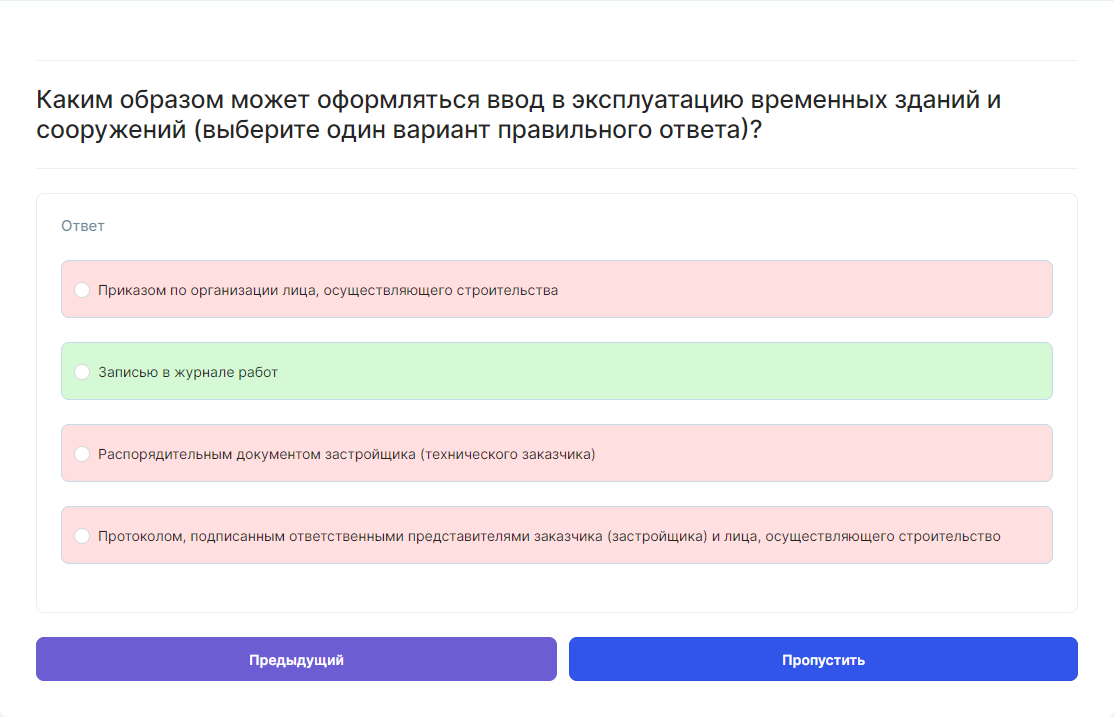 Каким образом может оформляться ввод в эксплуатацию временных зданий и
сооружений (выберите один вариант правильного ответа)?
Ответ
Приказом по организации лица, осуществляющего строительства
Записью в журнале работ
Распорядительным документом застройщика (технического заказчика)
Протоколом, подписанным ответственными представителями заказчика (застройщика) и лица, осуществляющего строительство
Предыдущий
Пропустить